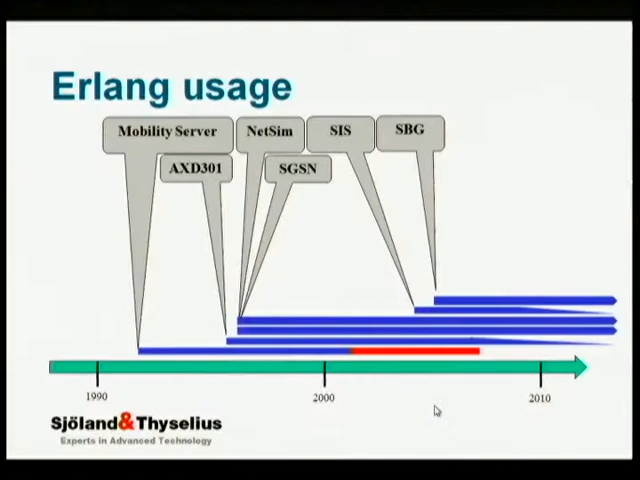 Erlang usage
Mobility Server
NetSim
SIS
SBG
AXD301
SGSN
1990
2000
2010
Sjöland&Thyselius
Experts in Advanced Technology